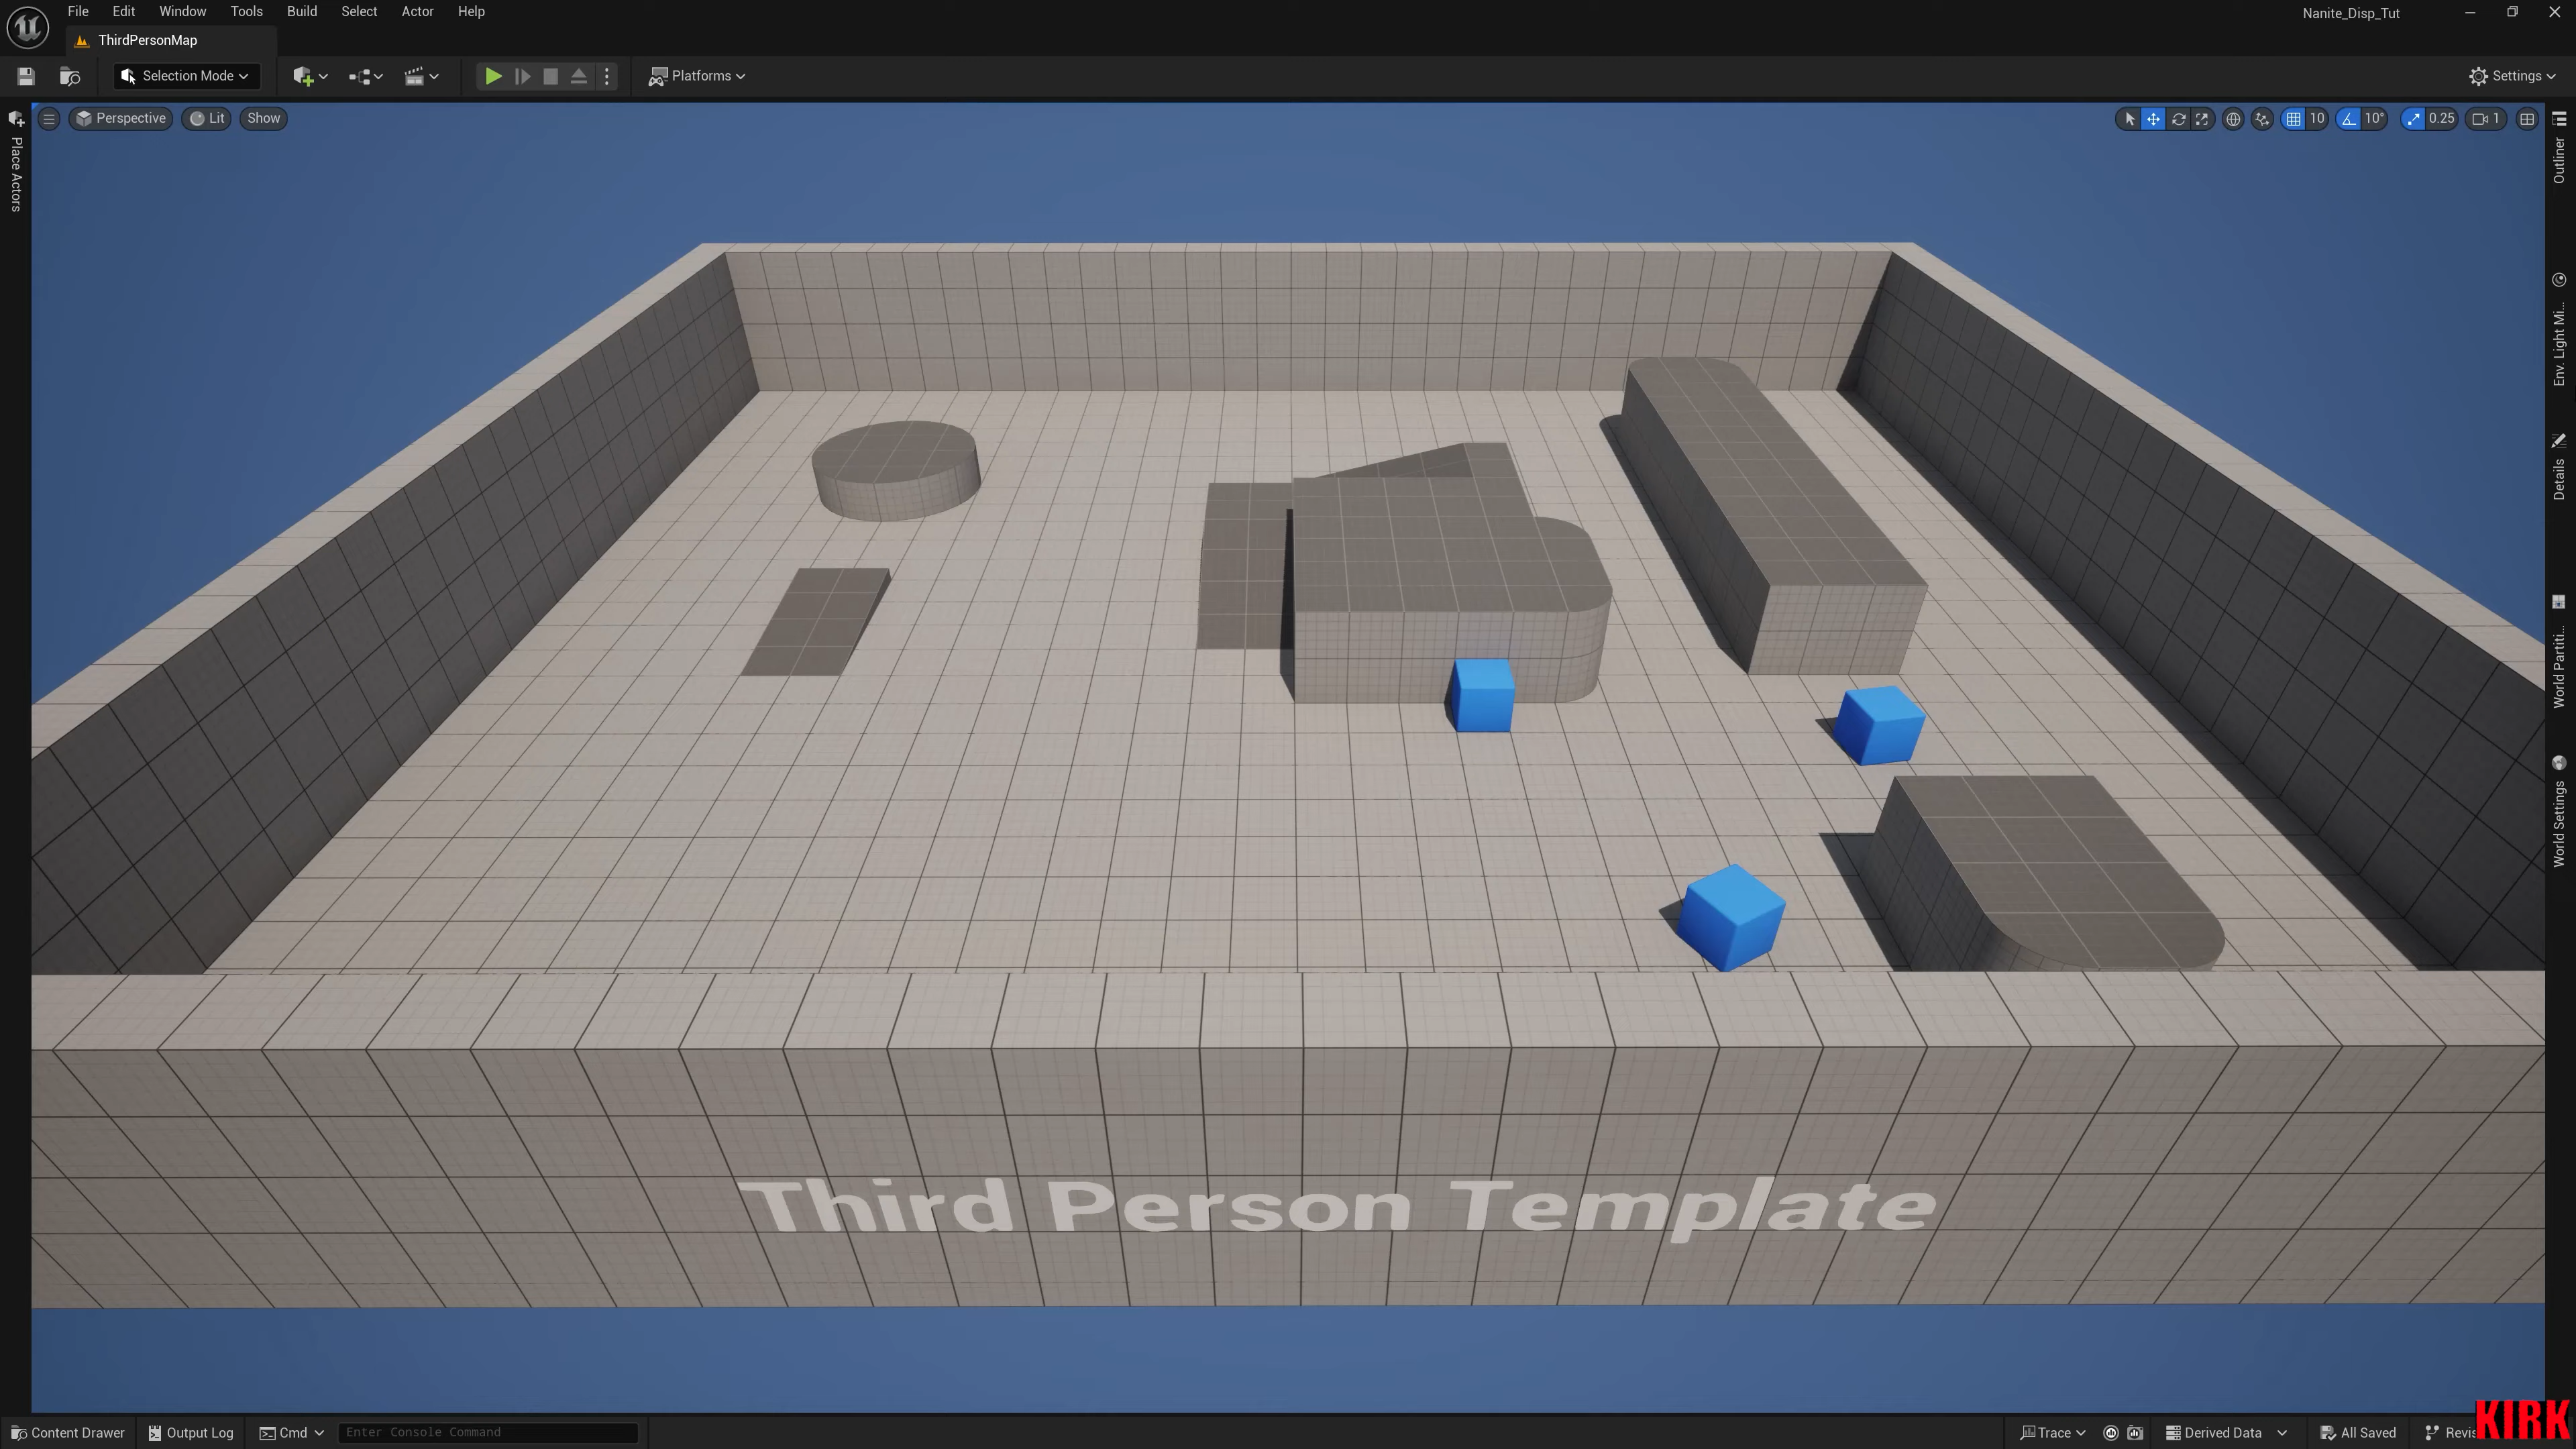 File Edit Window Tools Build Select Actor Help
Nanite_Disp_Tut
ThirdPersonMap
Selection Mode
Platforms
Settings
Perspective Lit Show
10 10° 0.25 1
Place Actors
Outliner
Env. Light Mi...
Details
World Partiti...
World Settings
Third Person Template
Content Drawer Output Log Cmd Enter Console Command
Trace Derived Data All Saved Revis
KIRK